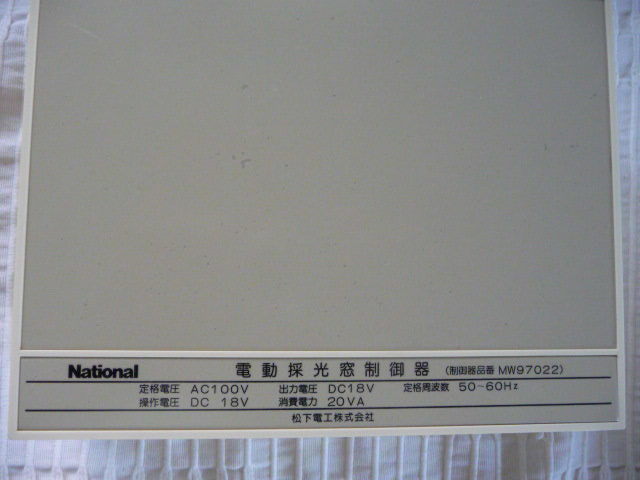 National 電動採光窓制御器 (制御器品番 MW97022)
定格電圧 AC100V 出力電圧 DC18V 定格周波数 50~60Hz
操作電圧 DC 18V 消費電力 20VA
松下電工株式会社